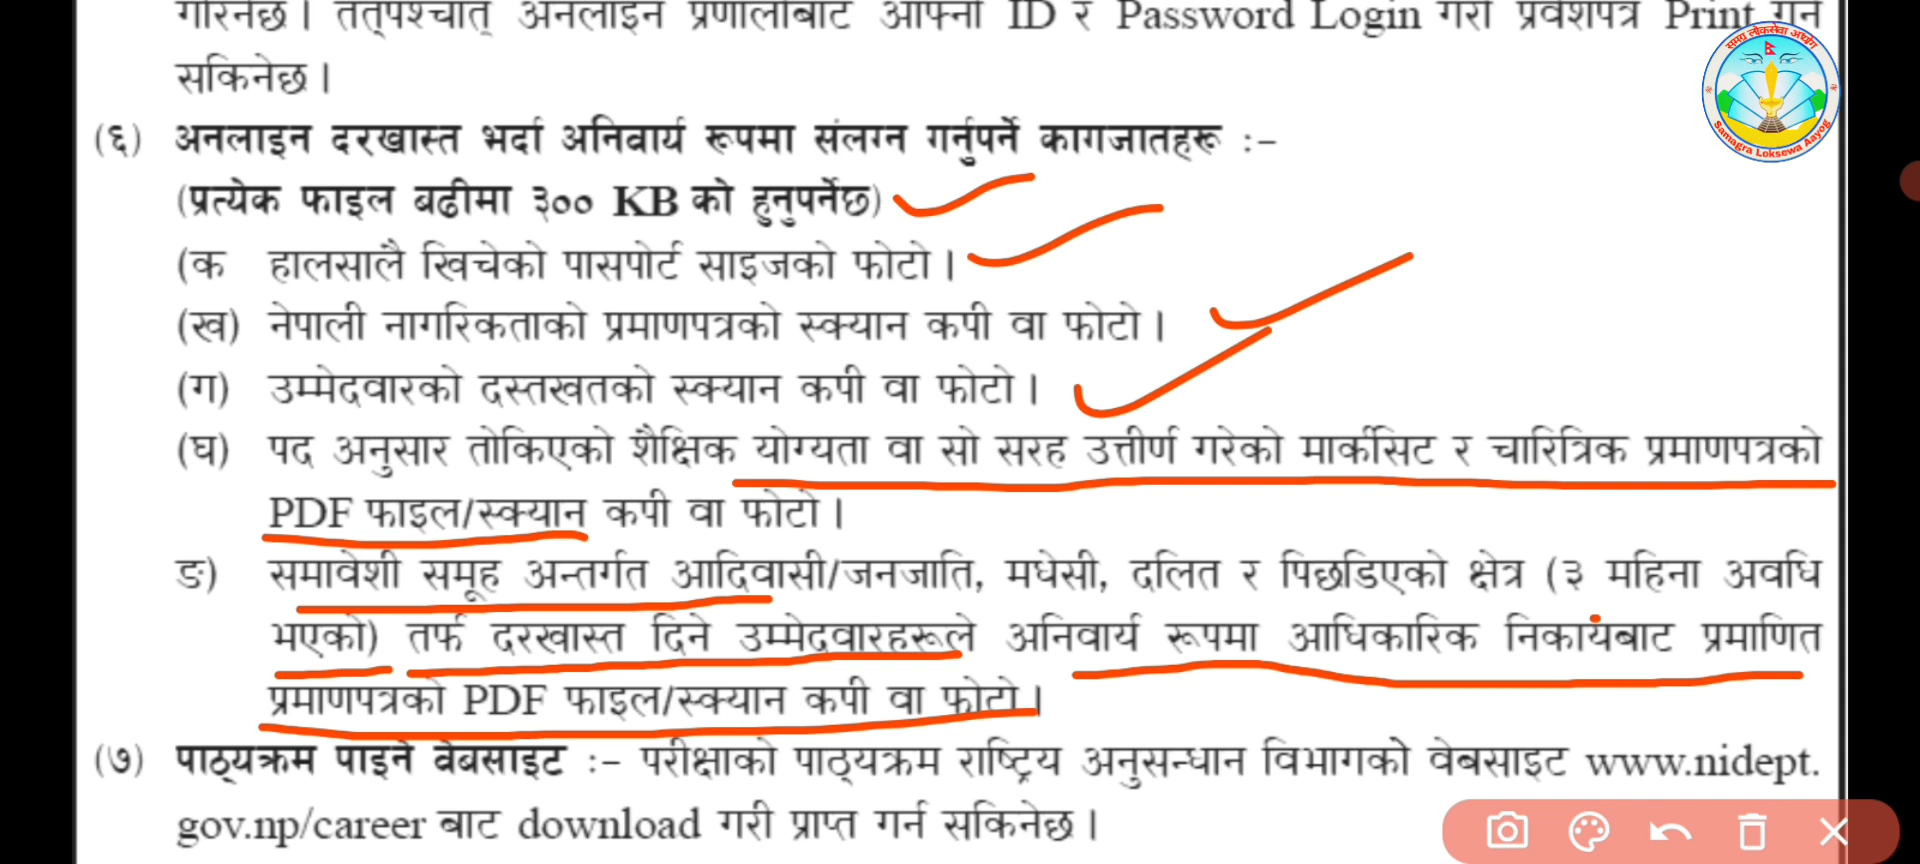 गरिनेछ । तत्पश्चात् अनलाइन प्रणालीबाट आफ्नो ID र Password Login गरी प्रवेशपत्र Print गर्न
सकिनेछ ।
समग्र लोकसेवा आयोग
Samagra Loksewa Aayog
(६) अनलाइन दरखास्त भर्दा अनिवार्य रूपमा संलग्न गर्नुपर्ने कागजातहरू :–
(प्रत्येक फाइल बढीमा ३०० KB को हुनुपर्नेछ)
(क हालसालै खिचेको पासपोर्ट साइजको फोटो ।
(ख) नेपाली नागरिकताको प्रमाणपत्रको स्क्यान कपी वा फोटो ।
(ग) उम्मेदवारको दस्तखतको स्क्यान कपी वा फोटो ।
(घ) पद अनुसार तोकिएको शैक्षिक योग्यता वा सो सरह उत्तीर्ण गरेको मार्कसिट र चारित्रिक प्रमाणपत्रको
PDF फाइल/स्क्यान कपी वा फोटो ।
ङ) समावेशी समूह अन्तर्गत आदिवासी/जनजाति, मधेसी, दलित र पिछडिएको क्षेत्र (३ महिना अवधि
भएको) तर्फ दरखास्त दिने उम्मेदवारहरूले अनिवार्य रूपमा आधिकारिक निकायबाट प्रमाणित
प्रमाणपत्रको PDF फाइल/स्क्यान कपी वा फोटो ।
(७) पाठ्यक्रम पाइने वेबसाइट :– परीक्षाको पाठ्यक्रम राष्ट्रिय अनुसन्धान विभागको वेबसाइट www.nidept.
gov.np/career बाट download गरी प्राप्त गर्न सकिनेछ ।